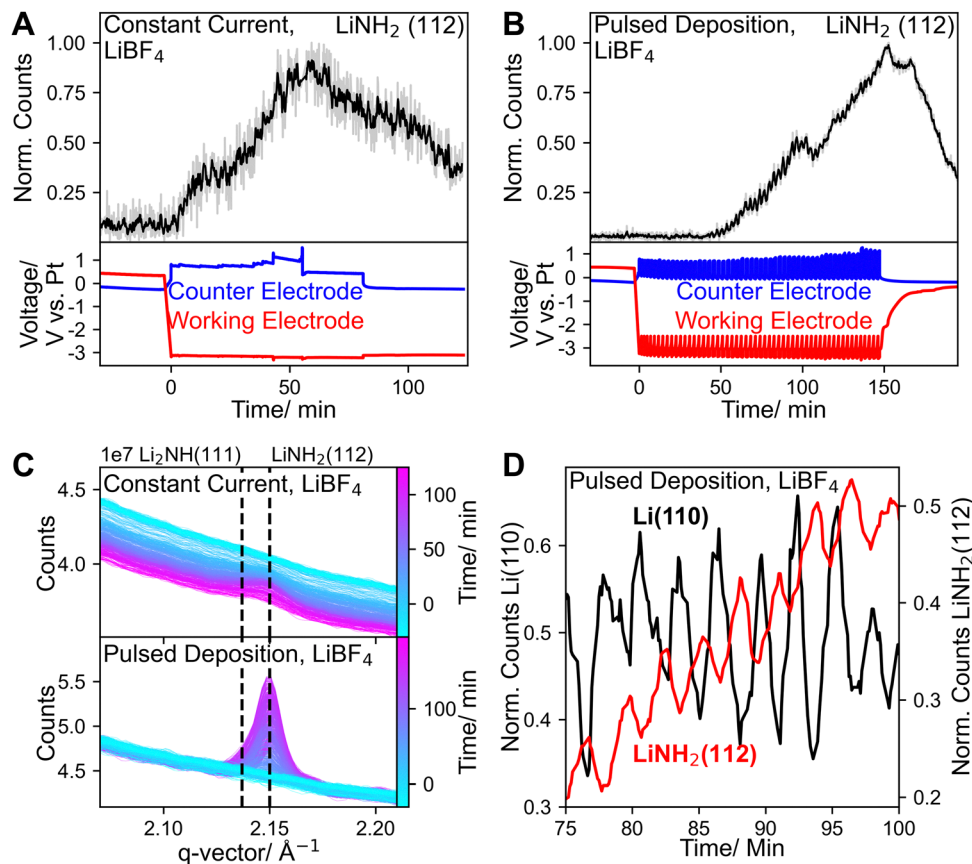 A
Constant Current, LiNH₂ (112)
LiBF₄
Norm. Counts
1.00
0.75
0.50
0.25
Voltage/
V vs. Pt
1
0
-1
-2
-3
Counter Electrode
Working Electrode
0 50 100
Time/ min
B
Pulsed Deposition, LiNH₂ (112)
LiBF₄
Norm. Counts
1.00
0.75
0.50
0.25
Voltage/
V vs. Pt
1
0
-1
-2
-3
Counter Electrode
Working Electrode
0 50 100 150
Time/ min
C
1e7 Li₂NH(111) LiNH₂(112)
Constant Current, LiBF₄
Counts
4.5
4.0
100
50
0
Time/ min
Pulsed Deposition, LiBF₄
Counts
5.5
5.0
4.5
100
0
Time/ min
2.10 2.15 2.20
q-vector/ Å⁻¹
D
Pulsed Deposition, LiBF₄
Li(110)
LiNH₂(112)
Norm. Counts Li(110)
0.6
0.5
0.4
0.3
Norm. Counts LiNH₂(112)
0.5
0.4
0.3
0.2
75 80 85 90 95 100
Time/ Min